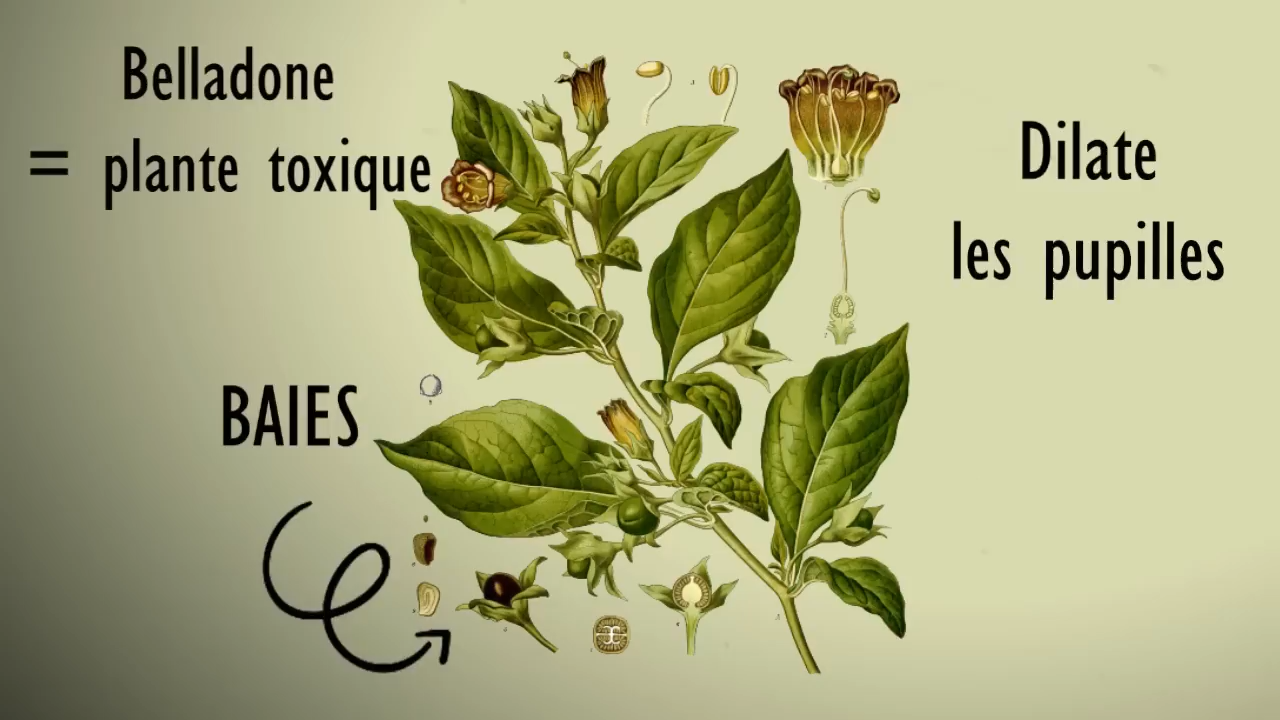 Belladone
= plante toxique
Dilate
les pupilles
BAIES